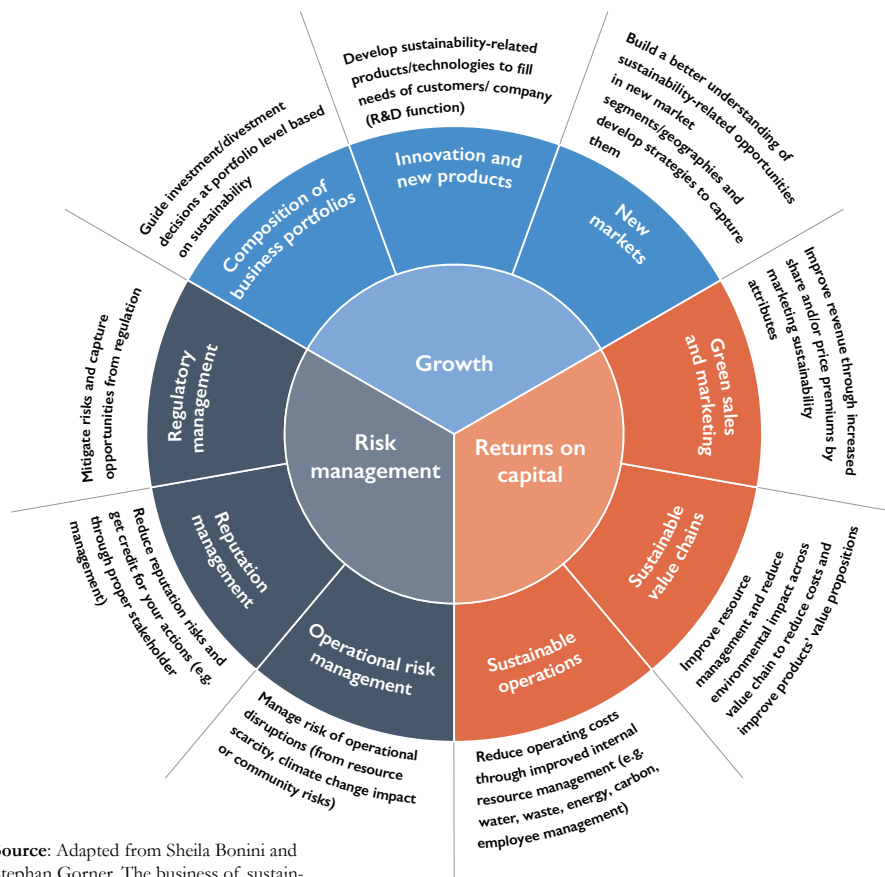 Growth
Composition of
business portfolios
Guide investment/divestment
decisions at portfolio level based
on sustainability
Innovation and
new products
Develop sustainability-related
products/technologies to fill
needs of customers/ company
(R&D function)
New
markets
Build a better understanding of
sustainability-related opportunities
in new market
segments/geographies and
develop strategies to capture
them
Returns on
capital
Green sales
and marketing
Improve revenue through increased
share and/or price premiums by
marketing sustainability
attributes
Sustainable
value chains
Improve resource
management and reduce
environmental impact across
value chain to reduce costs and
improve products' value propositions
Sustainable
operations
Reduce operating costs
through improved internal
resource management (e.g.
water, waste, energy, carbon,
employee management)
Risk
management
Operational risk
management
Manage risk of operational
disruptions (from resource
scarcity, climate change impact
or community risks)
Reputation
management
Reduce reputation risks and
get credit for your actions (e.g.
through proper stakeholder
management)
Regulatory
management
Mitigate risks and capture
opportunities from regulation
ource: Adapted from Sheila Bonini and
tephan Gorner, The business of sustain-